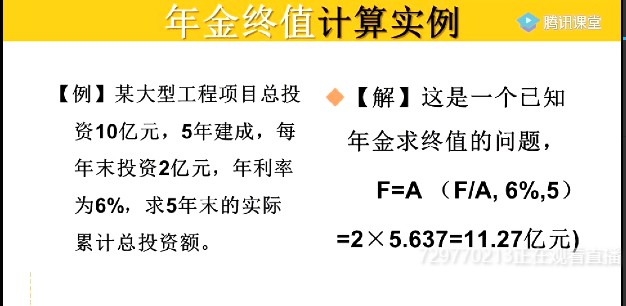 年金终值计算实例
腾讯课堂
【例】某大型工程项目总投
资10亿元，5年建成，每
年末投资2亿元，年利率
为6%，求5年末的实际
累计总投资额。
【解】这是一个已知
年金求终值的问题，
F=A （F/A, 6%,5）
=2×5.637=11.27亿元)
729770213正在观看直播